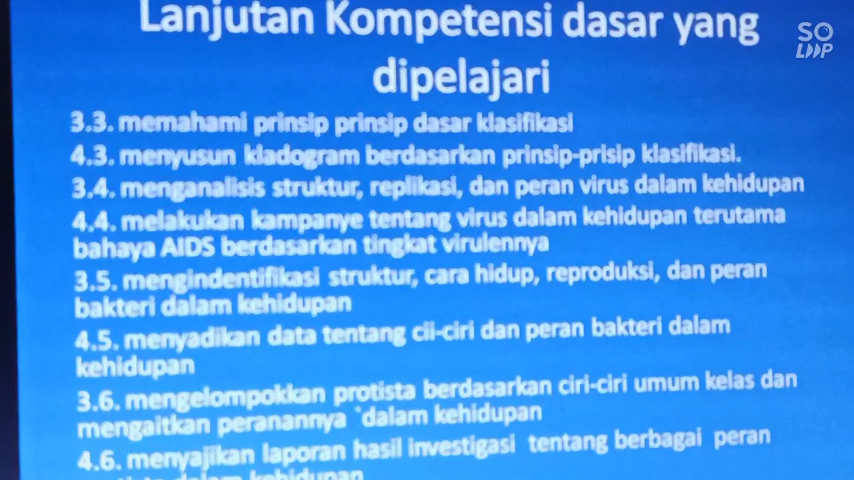 Lanjutan Kompetensi dasar yang
dipelajari
3.3. memahami prinsip prinsip dasar klasifikasi
4.3. menyusun kladogram berdasarkan prinsip-prisip klasifikasi.
3.4. menganalisis struktur, replikasi, dan peran virus dalam kehidupan
4.4. melakukan kampanye tentang virus dalam kehidupan terutama
bahaya AIDS berdasarkan tingkat virulennya
3.5. mengindentifikasi struktur, cara hidup, reproduksi, dan peran
bakteri dalam kehidupan
4.5. menyadikan data tentang cii-ciri dan peran bakteri dalam
kehidupan
3.6. mengelompokkan protista berdasarkan ciri-ciri umum kelas dan
mengaitkan peranannya `dalam kehidupan
4.6. menyajikan laporan hasil investigasi tentang berbagai peran
dalam kehidupan
SO
LOOP